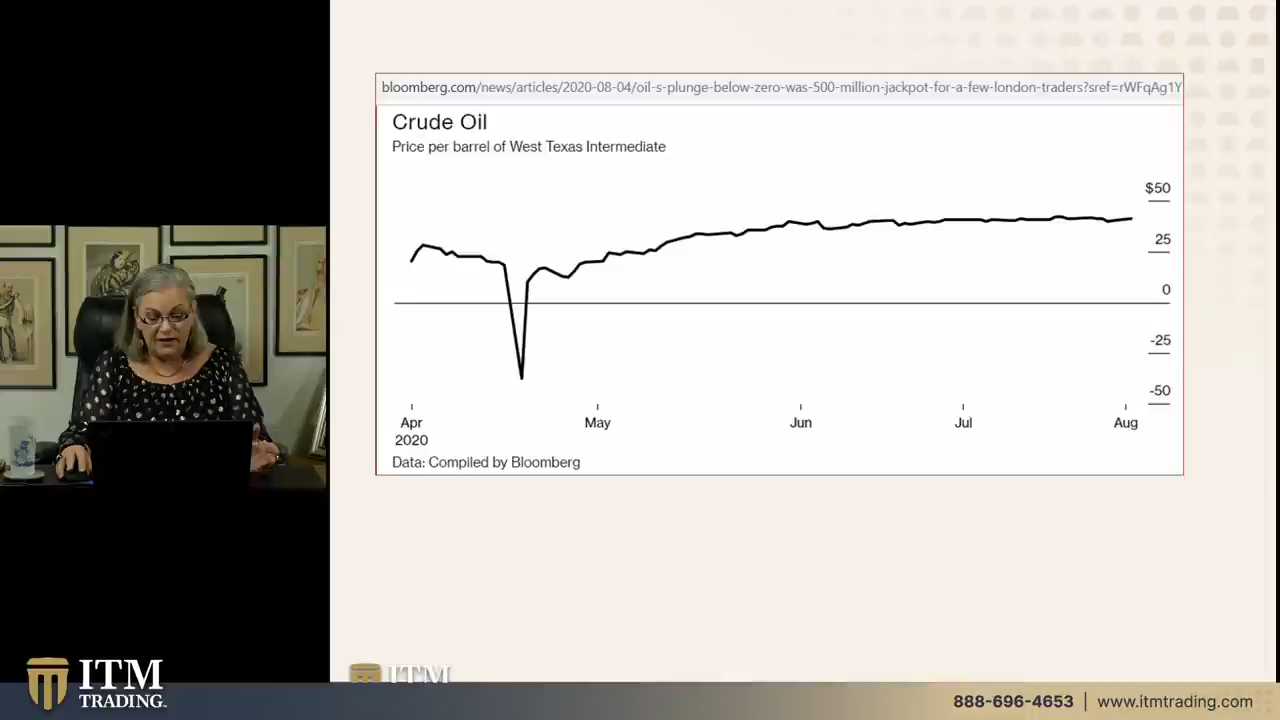 bloomberg.com/news/articles/2020-08-04/oil-s-plunge-below-zero-was-500-million-jackpot-for-a-few-london-traders?sref=rWFqAg1Y
Crude Oil
Price per barrel of West Texas Intermediate
$50
25
0
-25
-50
Apr May Jun Jul Aug
2020
Data: Compiled by Bloomberg
ITM
TRADING.
ITM
888-696-4653 | www.itmtrading.com